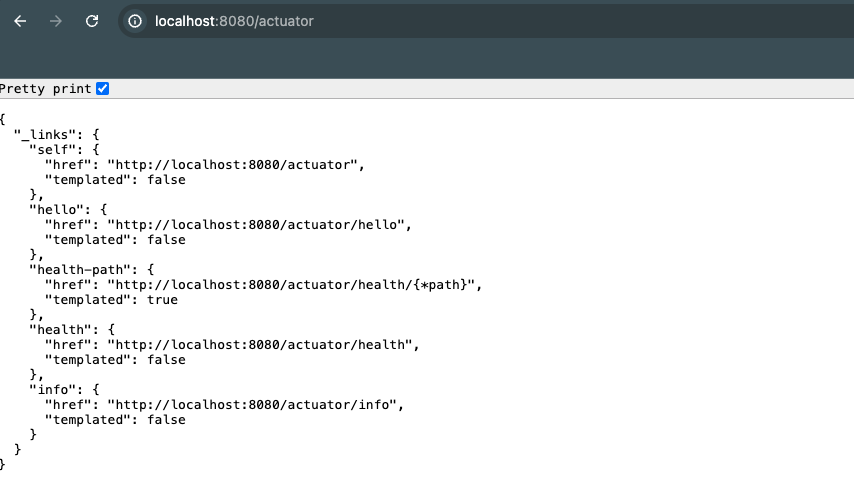 localhost:8080/actuator
Pretty print
{
  "_links": {
    "self": {
      "href": "http://localhost:8080/actuator",
      "templated": false
    },
    "hello": {
      "href": "http://localhost:8080/actuator/hello",
      "templated": false
    },
    "health-path": {
      "href": "http://localhost:8080/actuator/health/{*path}",
      "templated": true
    },
    "health": {
      "href": "http://localhost:8080/actuator/health",
      "templated": false
    },
    "info": {
      "href": "http://localhost:8080/actuator/info",
      "templated": false
    }
  }
}